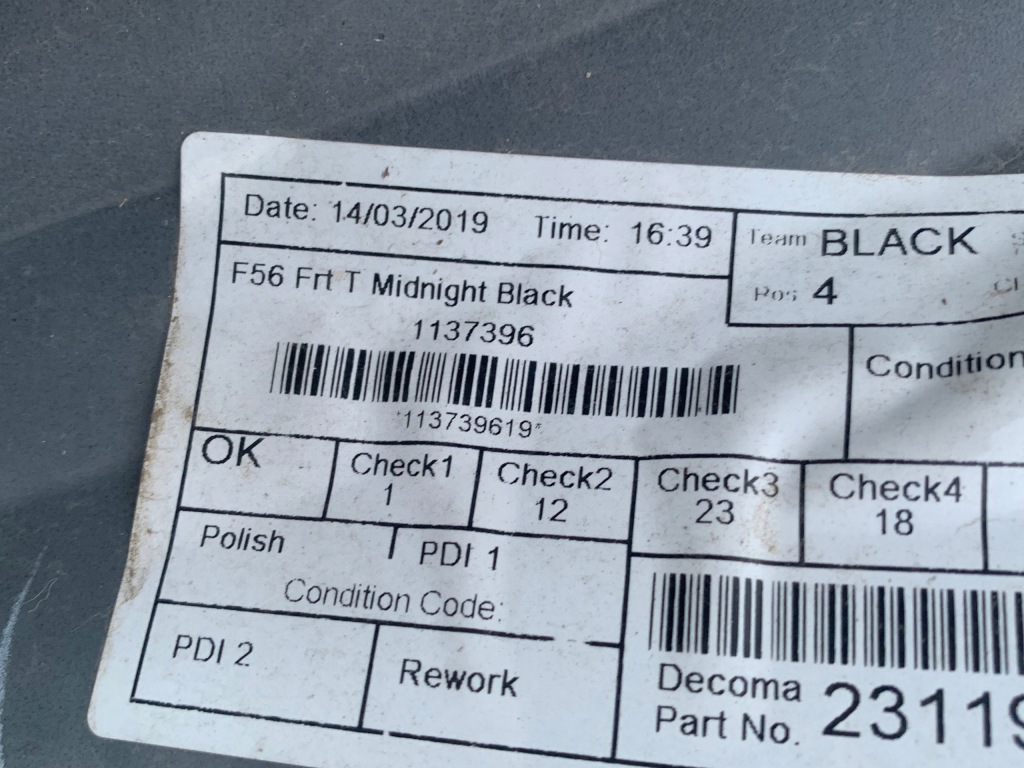 Date: 14/03/2019 Time: 16:39
Team BLACK
Pos 4
F56 Frt T Midnight Black
1137396
*113739619*
Condition
OK
Check1
1
Check2
12
Check3
23
Check4
18
Polish
PDI 1
Condition Code:
PDI 2
Rework
Decoma
Part No. 23119